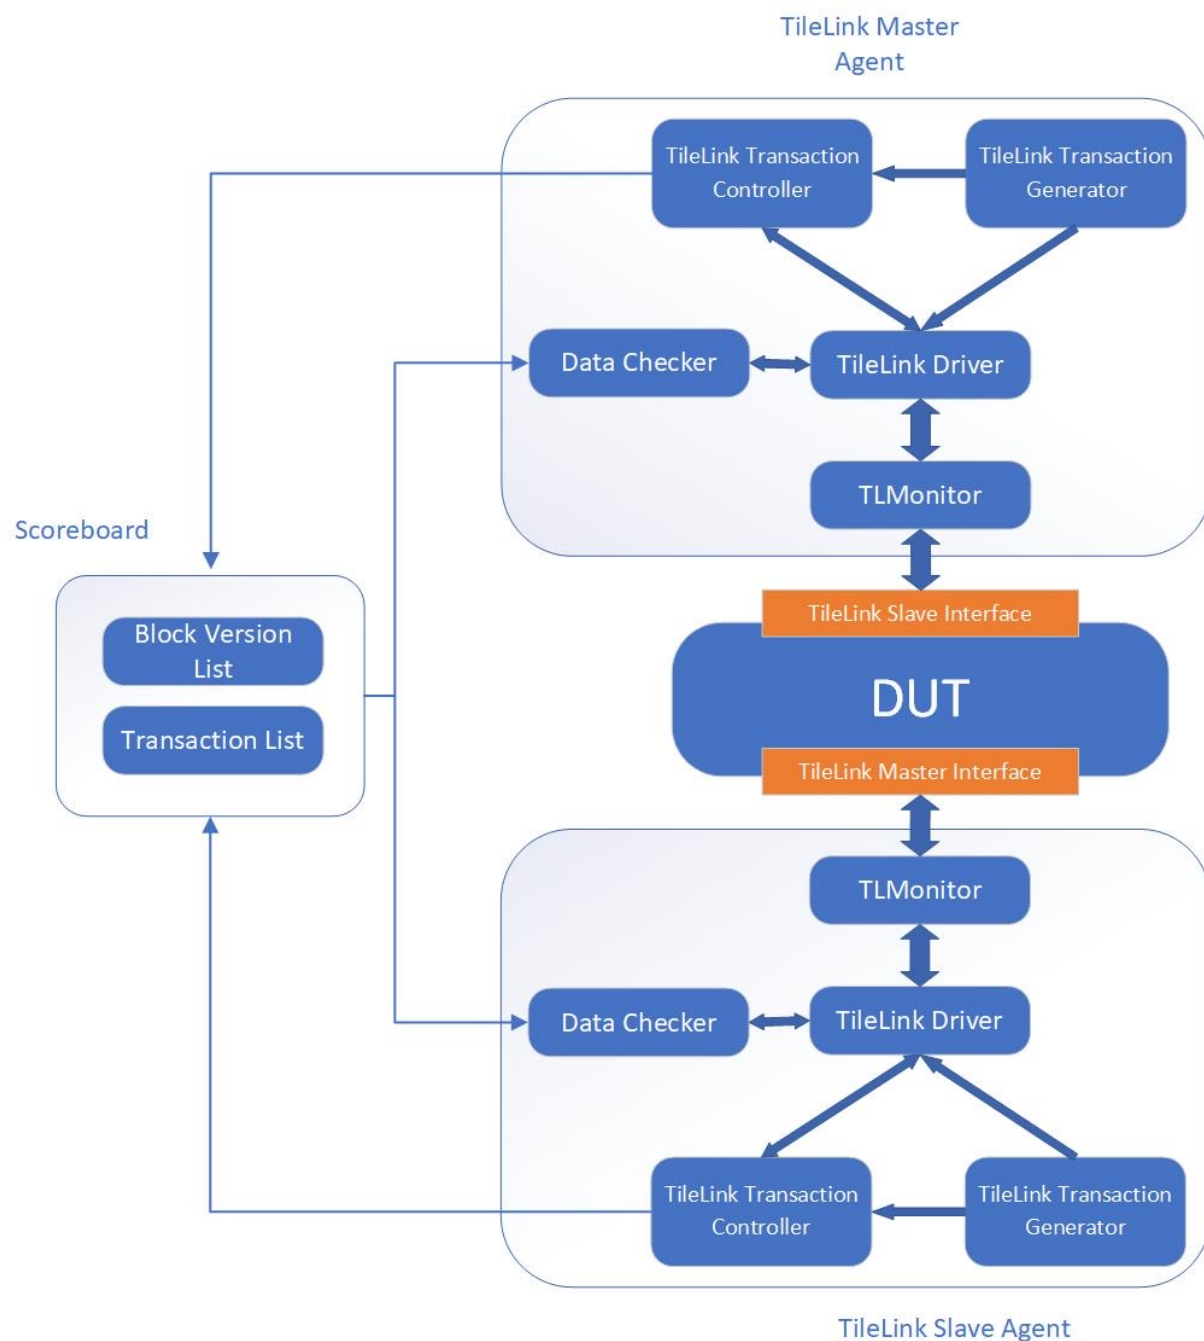 TileLink Master
Agent
TileLink Transaction
Controller
TileLink Transaction
Generator
Data Checker
TileLink Driver
TLMonitor
Scoreboard
Block Version
List
Transaction List
TileLink Slave Interface
DUT
TileLink Master Interface
TLMonitor
Data Checker
TileLink Driver
TileLink Transaction
Controller
TileLink Transaction
Generator
TileLink Slave Agent